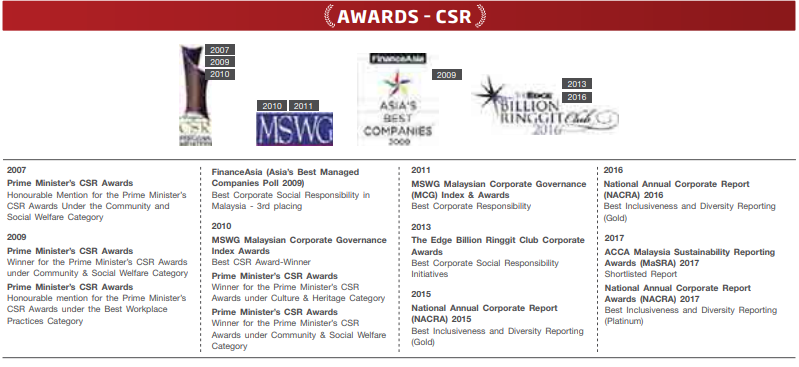 AWARDS - CSR
2007
2009
2010
CSR
2010 2011
MSWG
FinanceAsia
2009
ASIA'S
BEST
COMPANIES
2009
2013
2016
THE EDGE
BILLION
RINGGIT Club
2016
2007
Prime Minister's CSR Awards
Honourable Mention for the Prime Minister's
CSR Awards Under the Community and
Social Welfare Category
2009
Prime Minister's CSR Awards
Winner for the Prime Minister's CSR Awards
under Community & Social Welfare Category
Prime Minister's CSR Awards
Honourable mention for the Prime Minister's
CSR Awards under the Best Workplace
Practices Category
FinanceAsia (Asia's Best Managed
Companies Poll 2009)
Best Corporate Social Responsibility in
Malaysia - 3rd placing
2010
MSWG Malaysian Corporate Governance
Index Awards
Best CSR Award-Winner
Prime Minister's CSR Awards
Winner for the Prime Minister's CSR
Awards under Culture & Heritage Category
Prime Minister's CSR Awards
Winner for the Prime Minister's CSR
Awards under Community & Social Welfare
Category
2011
MSWG Malaysian Corporate Governance
(MCG) Index & Awards
Best Corporate Responsibility
2013
The Edge Billion Ringgit Club Corporate
Awards
Best Corporate Social Responsibility
Initiatives
2015
National Annual Corporate Report
(NACRA) 2015
Best Inclusiveness and Diversity Reporting
(Gold)
2016
National Annual Corporate Report
(NACRA) 2016
Best Inclusiveness and Diversity Reporting
(Gold)
2017
ACCA Malaysia Sustainability Reporting
Awards (MaSRA) 2017
Shortlisted Report
National Annual Corporate Report
Awards (NACRA) 2017
Best Inclusiveness and Diversity Reporting
(Platinum)